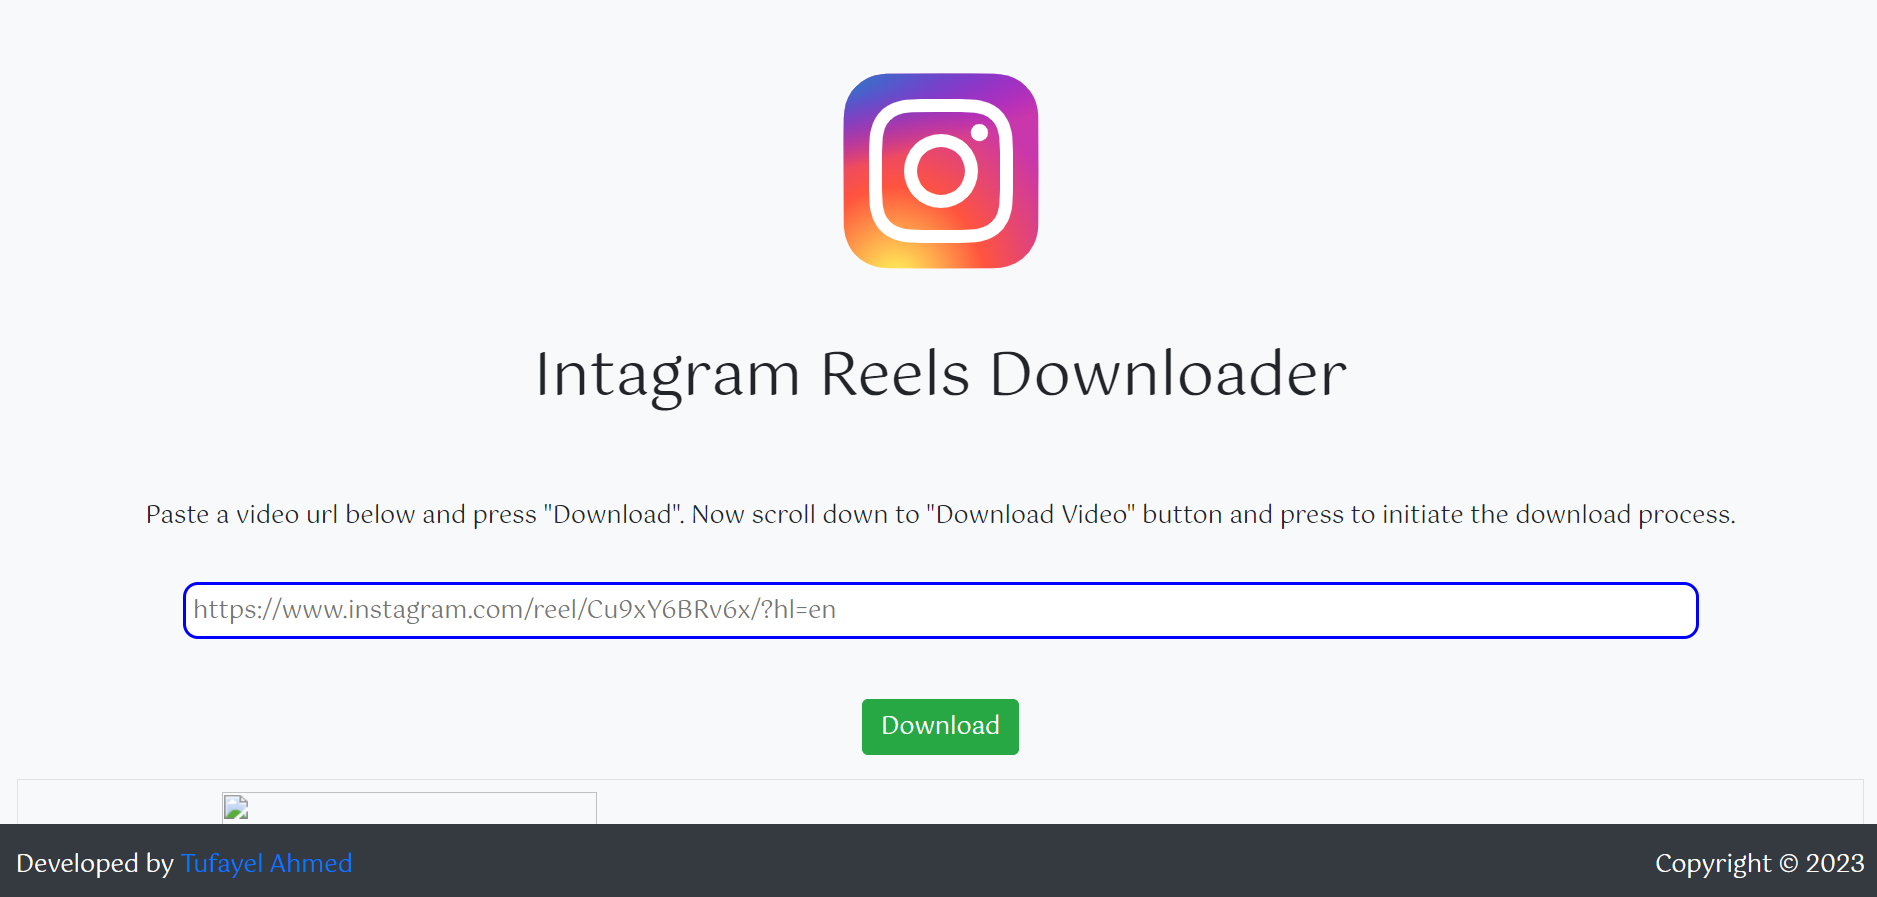 Intagram Reels Downloader
Paste a video url below and press "Download". Now scroll down to "Download Video" button and press to initiate the download process.
https://www.instagram.com/reel/Cu9xY6BRv6x/?hl=en
Download
Developed by Tufayel Ahmed
Copyright © 2023